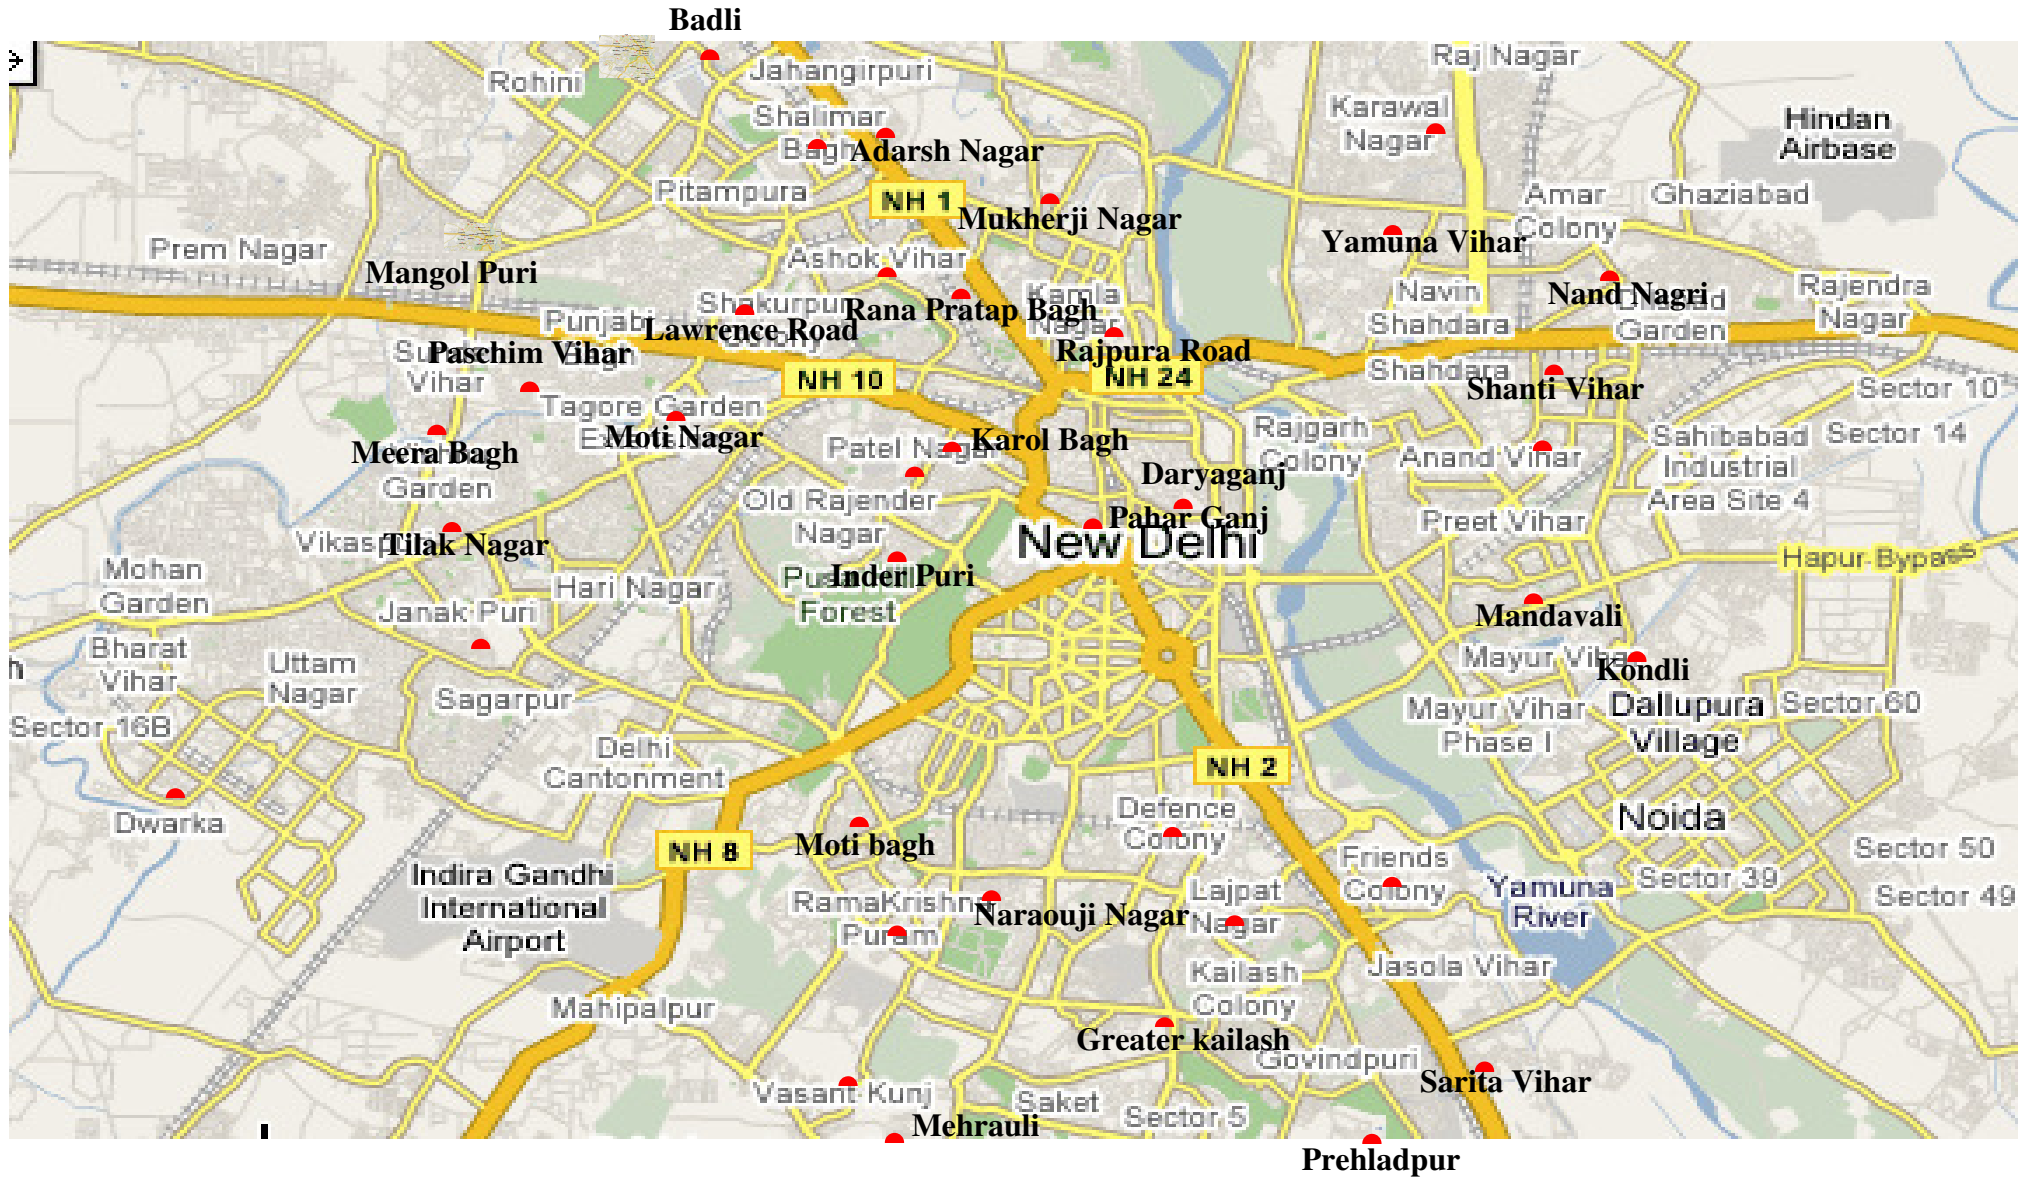 Badli
Raj Nagar
Jahangirpuri
Rohini
Shalimar
Bagh
Adarsh Nagar
Karawal
Nagar
Hindan
Airbase
Pitampura
NH 1
Mukherji Nagar
Amar
Colony
Ghaziabad
Prem Nagar
Yamuna Vihar
Ashok Vihar
Mangol Puri
Navin
Shahdara
Nand Nagri
Garden
Rajendra
Nagar
Kamla
Nagar
Rana Pratap Bagh
Lawrence Road
Punjabi
Paschim Vihar
Vihar
Rajpura Road
NH 10
NH 24
Shahdara
Shanti Vihar
Sector 10
Tagore Garden
Moti Nagar
Meera Bagh
Garden
Patel Nagar
Karol Bagh
Rajgarh
Colony
Anand Vihar
Sahibabad
Industrial
Area Site 4
Sector 14
Daryaganj
Old Rajender
Nagar
Pahar Ganj
New Delhi
Preet Vihar
Tilak Nagar
Hapur Bypass
Mohan
Garden
Hari Nagar
Inder Puri
Forest
Janak Puri
Mandavali
Bharat
Vihar
Uttam
Nagar
Sagarpur
Mayur Vihar
Kondli
Dallupura
Village
Sector 60
Mayur Vihar
Phase I
h
Sector 16B
Delhi
Cantonment
NH 2
Dwarka
Defence
Colony
Noida
Moti bagh
NH 8
Friends
Colony
Sector 50
Indira Gandhi
International
Airport
Yamuna
River
Sector 39
Sector 49
RamaKrishna
Puram
Naraouji Nagar
Lajpat
Nagar
Kailash
Colony
Jasola Vihar
Mahipalpur
Greater kailash
Govindpuri
Sarita Vihar
Vasant Kunj
Saket
Sector 5
Mehrauli
Prehladpur